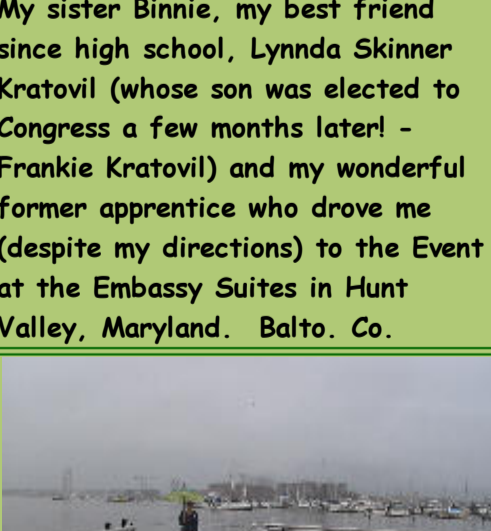 My sister Binnie, my best friend
since high school, Lynnda Skinner
Kratovil (whose son was elected to
Congress a few months later! -
Frankie Kratovil) and my wonderful
former apprentice who drove me
(despite my directions) to the Event
at the Embassy Suites in Hunt
Valley, Maryland.  Balto. Co.